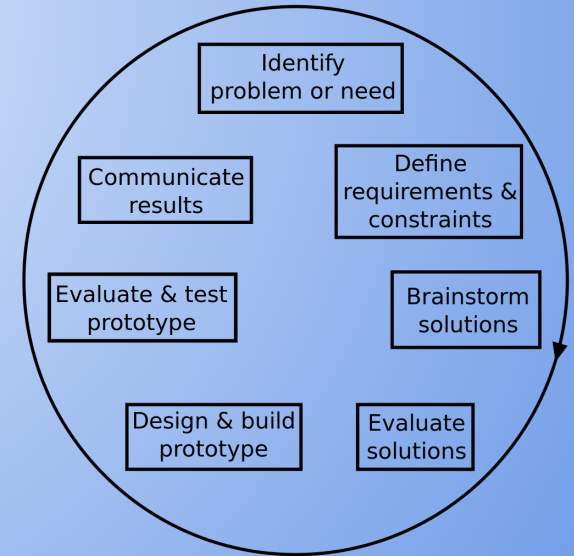 Identify
problem or need
Define
requirements &
constraints
Brainstorm
solutions
Evaluate
solutions
Design & build
prototype
Evaluate & test
prototype
Communicate
results